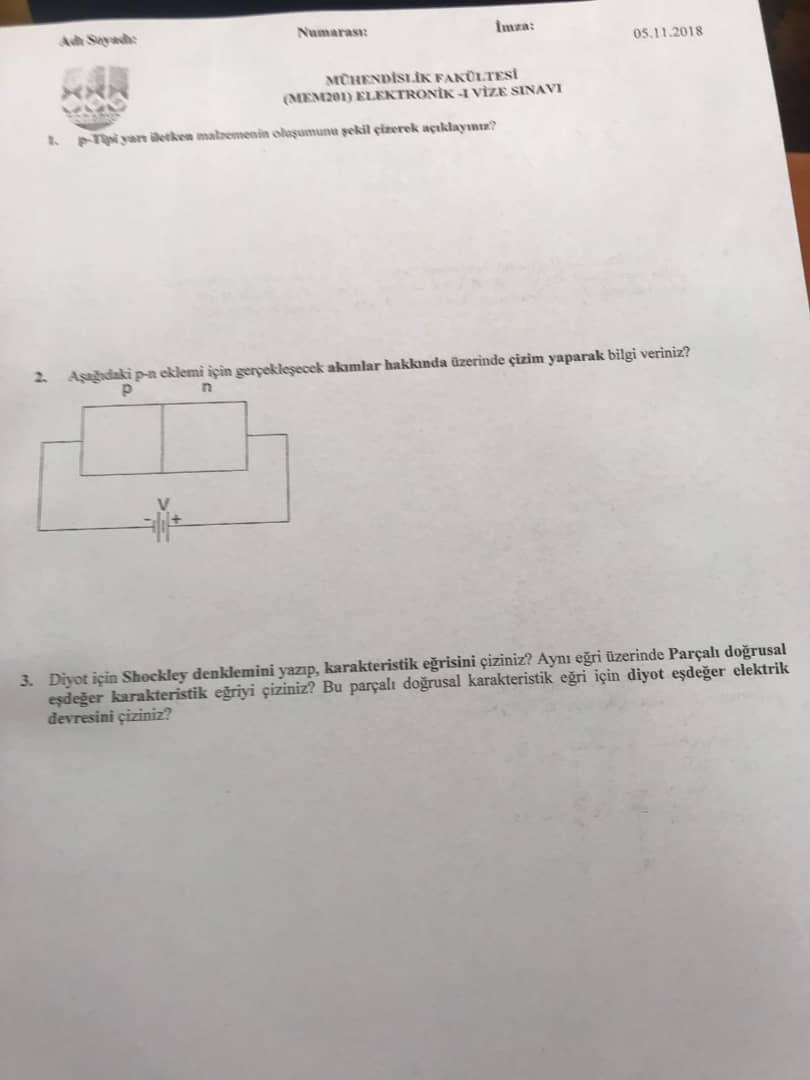 Adı Soyadı: Numarası: İmza: 05.11.2018
MÜHENDİSLİK FAKÜLTESİ
(MEM201) ELEKTRONİK -I VİZE SINAVI
1. p-Tipi yarı iletken malzemenin oluşumunu şekil çizerek açıklayınız?
2. Aşağıdaki p-n eklemi için gerçekleşecek akımlar hakkında üzerinde çizim yaparak bilgi veriniz?
p n
V
- +
3. Diyot için Shockley denklemini yazıp, karakteristik eğrisini çiziniz? Aynı eğri üzerinde Parçalı doğrusal
eşdeğer karakteristik eğriyi çiziniz? Bu parçalı doğrusal karakteristik eğri için diyot eşdeğer elektrik
devresini çiziniz?